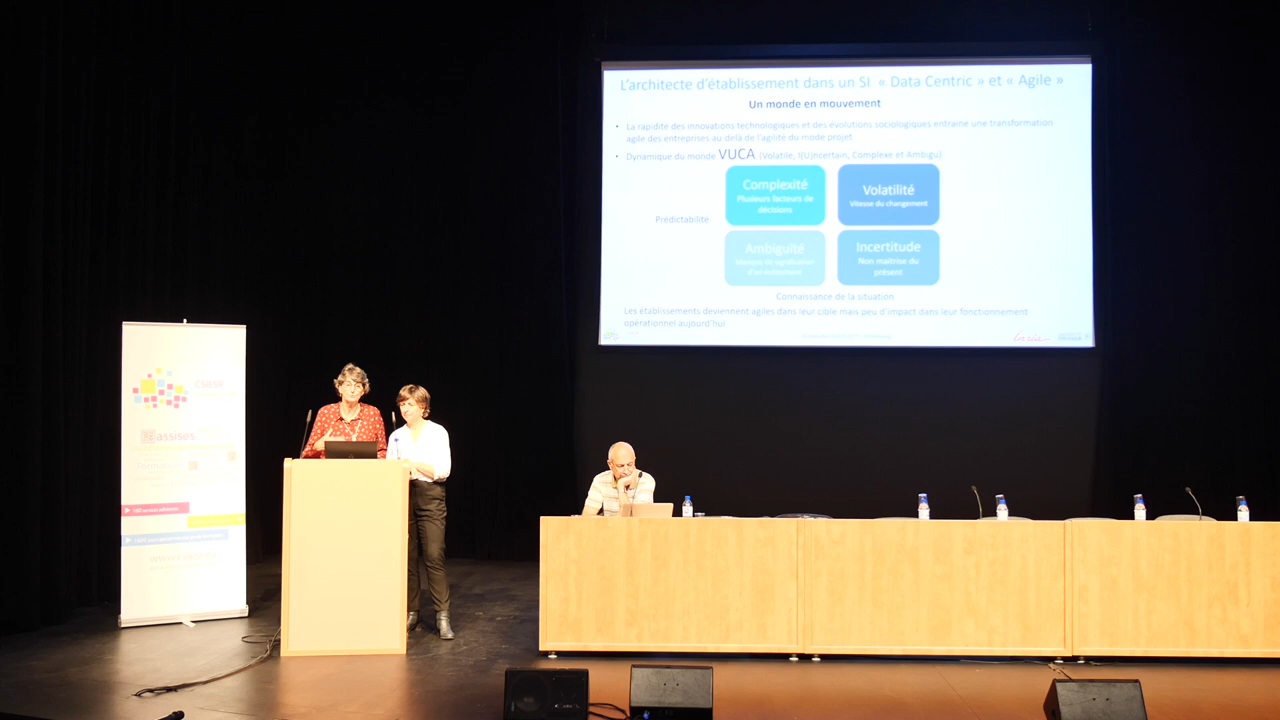 L'architecte d'établissement dans un SI « Data Centric » et « Agile »
Un monde en mouvement
• La rapidité des innovations technologiques et des évolutions sociologiques entraine une transformation
agile des entreprises au-delà de l'agilité du mode projet
• Dynamique du monde VUCA (Volatile, I(U)ncertain, Complexe et Ambigu)
Complexité
Plusieurs facteurs de
décisions
Volatilité
Vitesse du changement
Prédictabilité
Ambiguïté
Manque de
d'un évènement
Incertitude
Non maitrise du
présent
Connaissance de la situation
Les établissements deviennent agiles dans leur cible mais peu d'impact dans leur fonctionnement
opérationnel aujourd'hui
CSIESR
assises